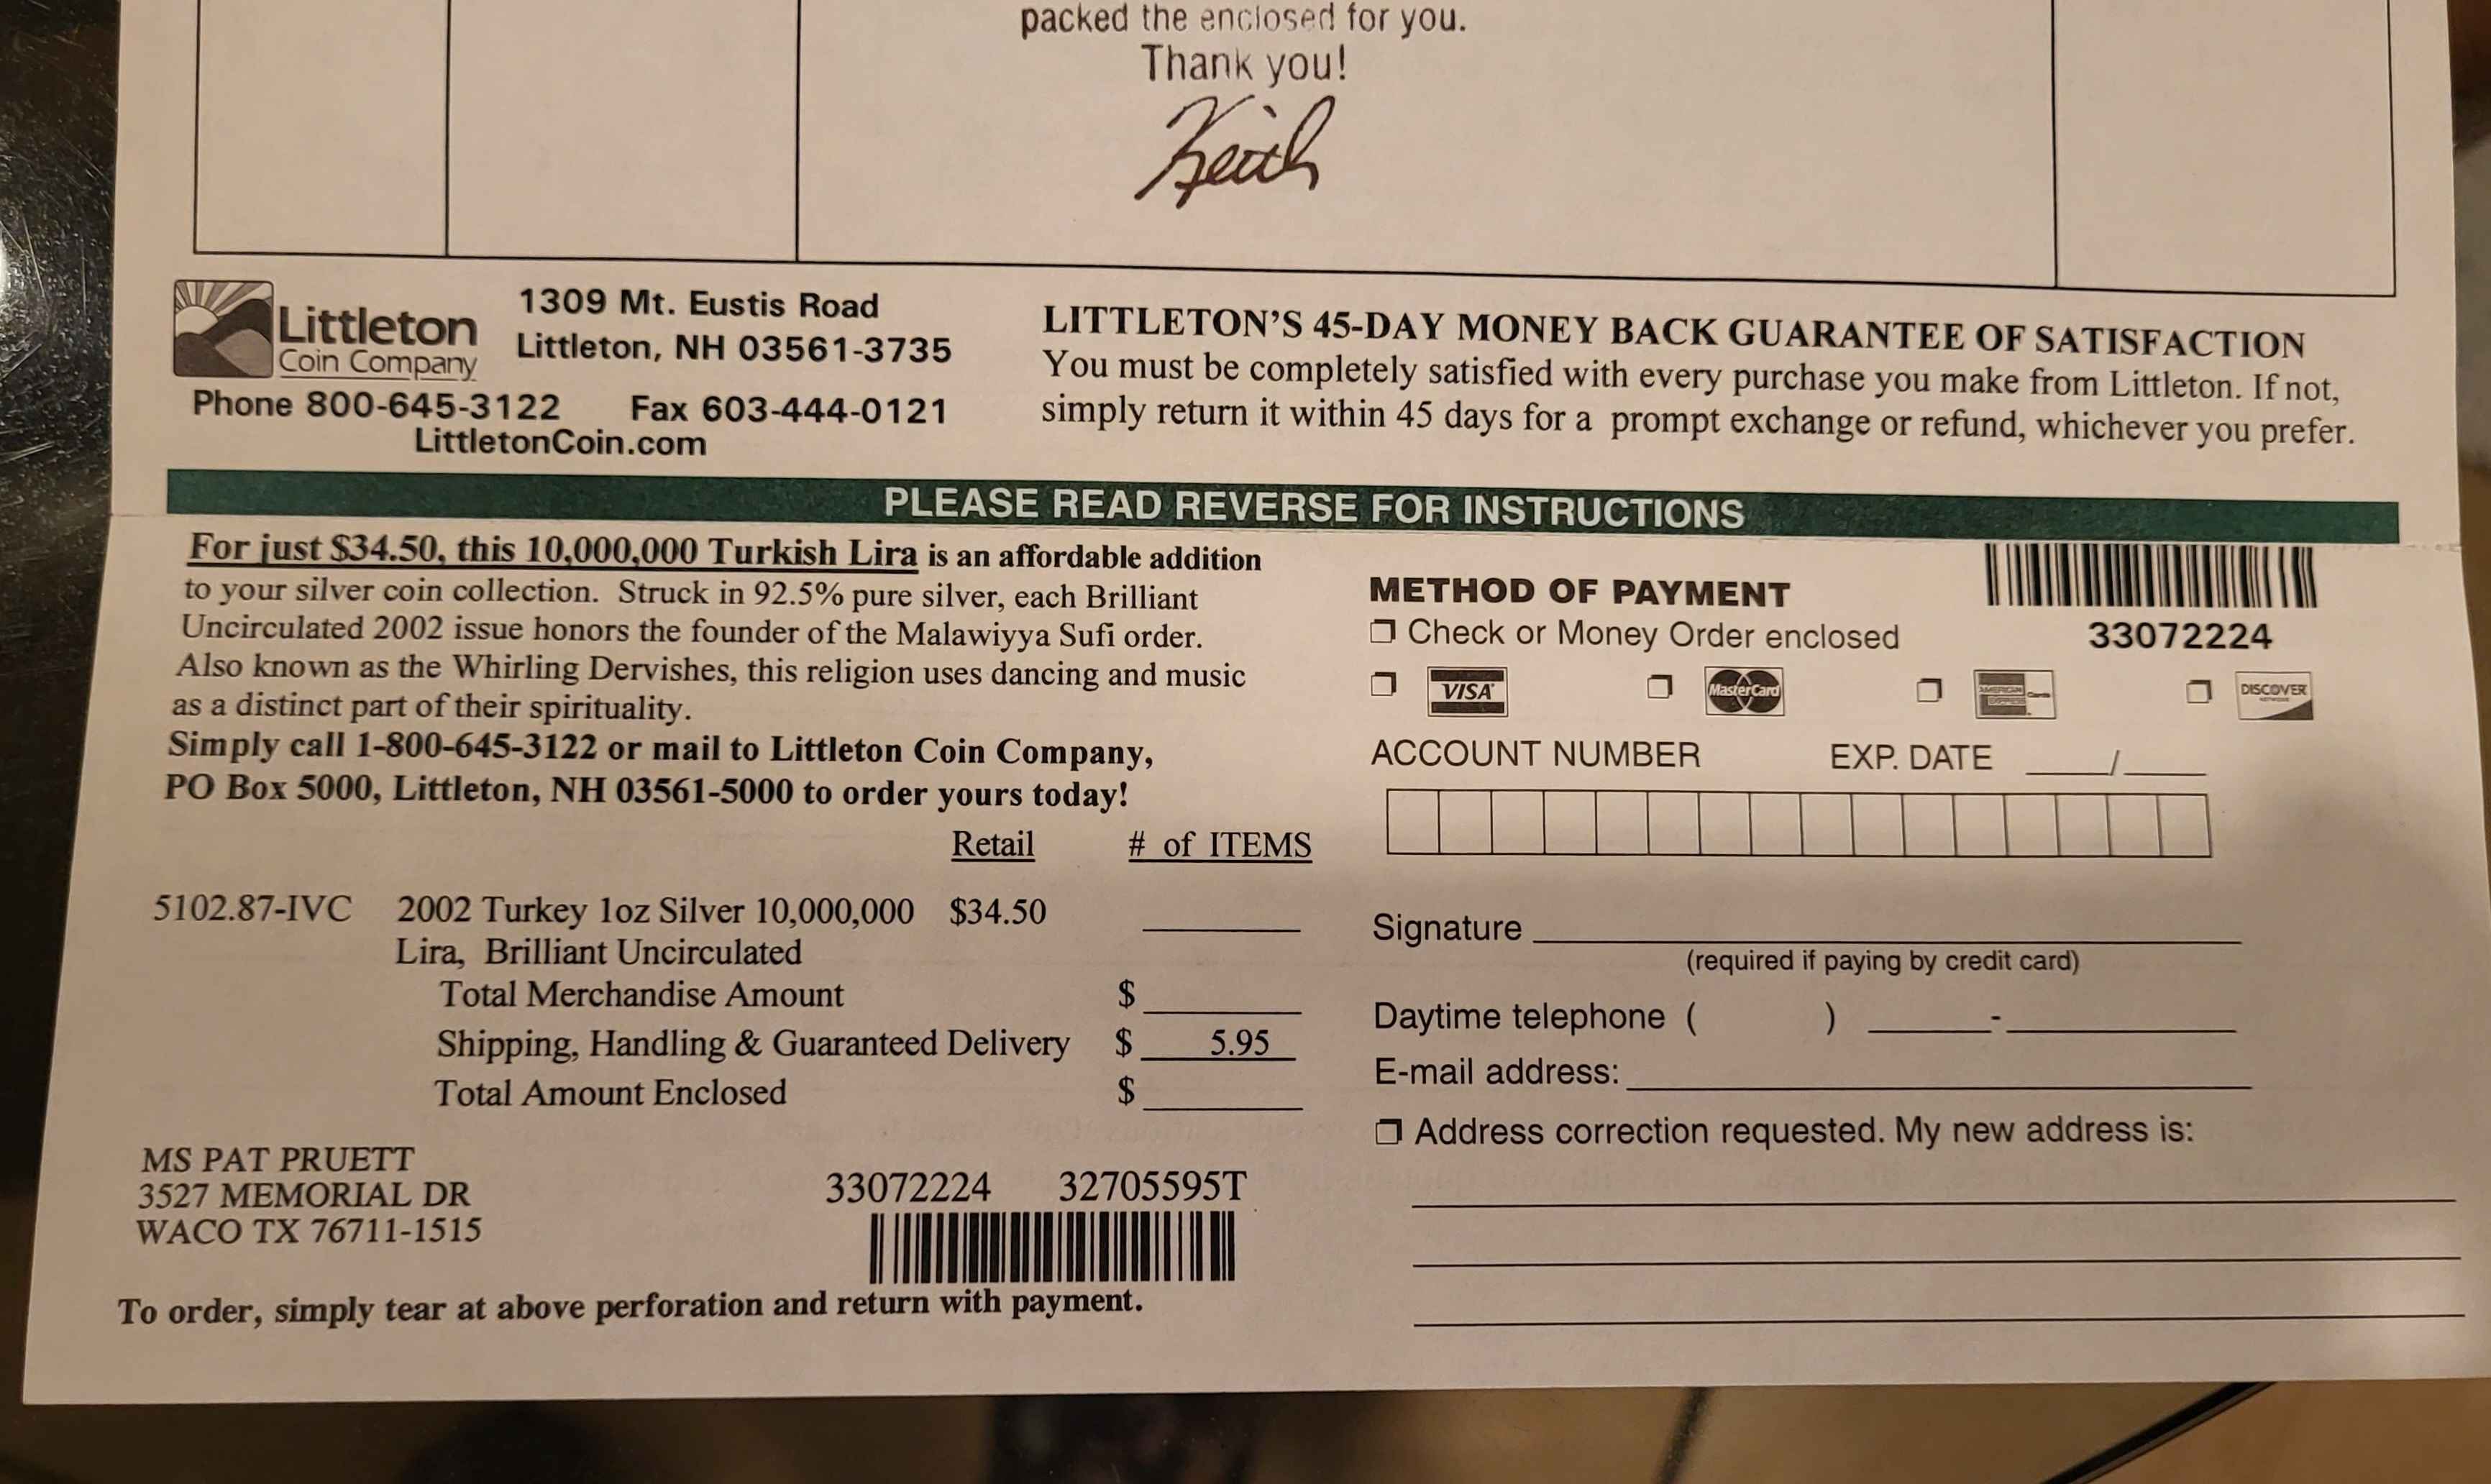 packed the enclosed for you.
Thank you!
Keith
Littleton
Coin Company
1309 Mt. Eustis Road
Littleton, NH 03561-3735
Phone 800-645-3122 Fax 603-444-0121
LittletonCoin.com
LITTLETON'S 45-DAY MONEY BACK GUARANTEE OF SATISFACTION
You must be completely satisfied with every purchase you make from Littleton. If not,
simply return it within 45 days for a prompt exchange or refund, whichever you prefer.
PLEASE READ REVERSE FOR INSTRUCTIONS
For just $34.50, this 10,000,000 Turkish Lira is an affordable addition
to your silver coin collection. Struck in 92.5% pure silver, each Brilliant
Uncirculated 2002 issue honors the founder of the Malawiyya Sufi order.
Also known as the Whirling Dervishes, this religion uses dancing and music
as a distinct part of their spirituality.
Simply call 1-800-645-3122 or mail to Littleton Coin Company,
PO Box 5000, Littleton, NH 03561-5000 to order yours today!
Retail # of ITEMS
5102.87-IVC 2002 Turkey 1oz Silver 10,000,000 $34.50
Lira, Brilliant Uncirculated
Total Merchandise Amount $
Shipping, Handling & Guaranteed Delivery $ 5.95
Total Amount Enclosed $
MS PAT PRUETT
3527 MEMORIAL DR
WACO TX 76711-1515
33072224 32705595T
To order, simply tear at above perforation and return with payment.
METHOD OF PAYMENT
33072224
Check or Money Order enclosed
VISA MasterCard AMERICAN EXPRESS Cards DISCOVER NETWORK
ACCOUNT NUMBER EXP. DATE ____/____
Signature
(required if paying by credit card)
Daytime telephone ( ) ____-____
E-mail address:
Address correction requested. My new address is: